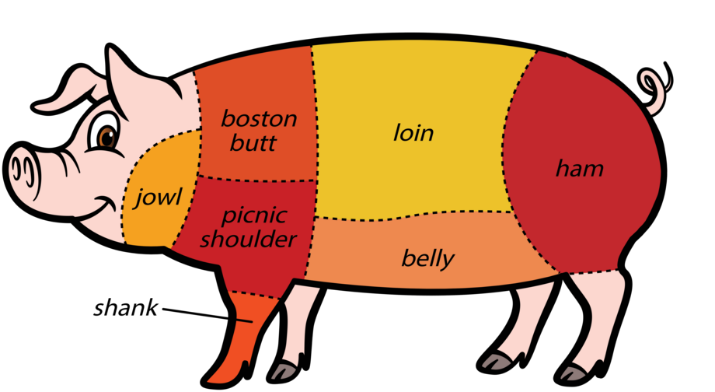 boston
butt
loin
ham
jowl
picnic
shoulder
belly
shank